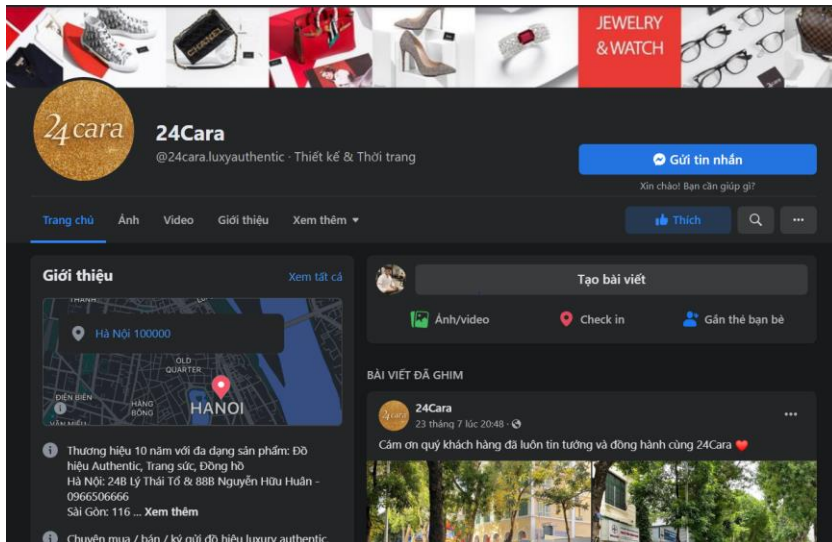 JEWELRY
& WATCH
CHANEL
24 cara
24Cara
@24cara.luxyauthentic · Thiết kế & Thời trang
Gửi tin nhắn
Xin chào! Bạn cần giúp gì?
Trang chủ Ảnh Video Giới thiệu Xem thêm
Thích
Giới thiệu
Xem tất cả
Hà Nội 100000
OLD
QUARTER
ĐIỆN BIÊN
HÀNG
BÔNG
HANOI
Tạo bài viết
Ảnh/video
Check in
Gắn thẻ bạn bè
BÀI VIẾT ĐÃ GHIM
24Cara
23 tháng 7 lúc 20:48
Cám ơn quý khách hàng đã luôn tin tưởng và đồng hành cùng 24Cara ❤️
Thương hiệu 10 năm với đa dạng sản phẩm: Đồ
hiệu Authentic, Trang sức, Đồng hồ
Hà Nội: 24B Lý Thái Tổ & 88B Nguyễn Hữu Huân -
0966506666
Sài Gòn: 116 ... Xem thêm
Chuyên mua / bán / ký gửi đồ hiệu luxury authentic